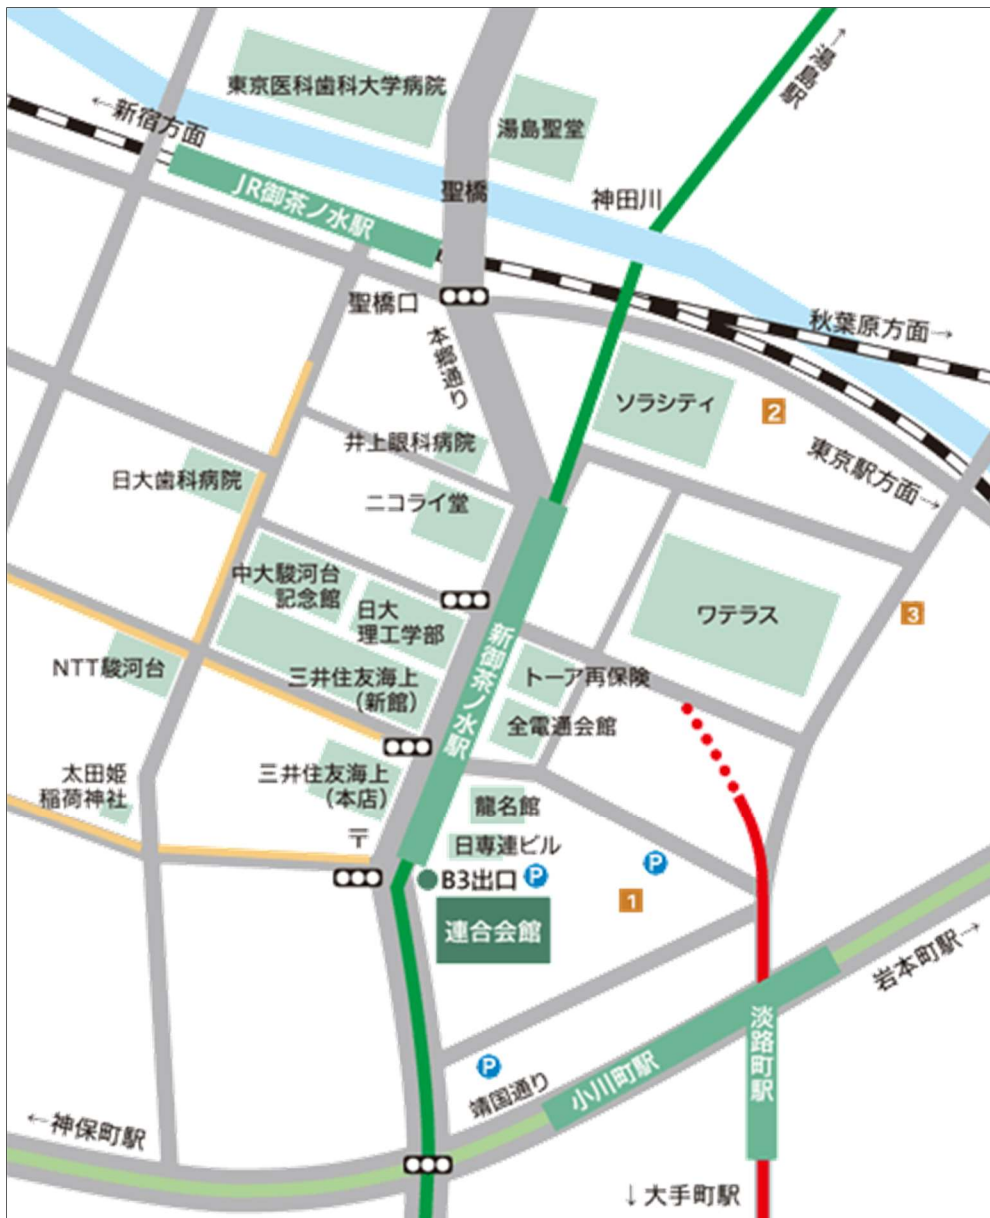 東京医科歯科大学病院
湯島聖堂
→湯島駅
←新宿方面
聖橋
神田川
JR御茶ノ水駅
聖橋口
秋葉原方面→
本郷通り
ソラシティ
2
井上眼科病院
東京駅方面→
日大歯科病院
ニコライ堂
中大駿河台
記念館
日大
理工学部
3
ワテラス
新御茶ノ水駅
NTT駿河台
三井住友海上
(新館)
トーア再保険
全電通会館
太田姫
稲荷神社
三井住友海上
(本店)
龍名館
〒
日専連ビル
B3出口
P
P
1
連合会館
岩本町駅→
淡路町駅
P
靖国通り
小川町駅
←神保町駅
↓大手町駅